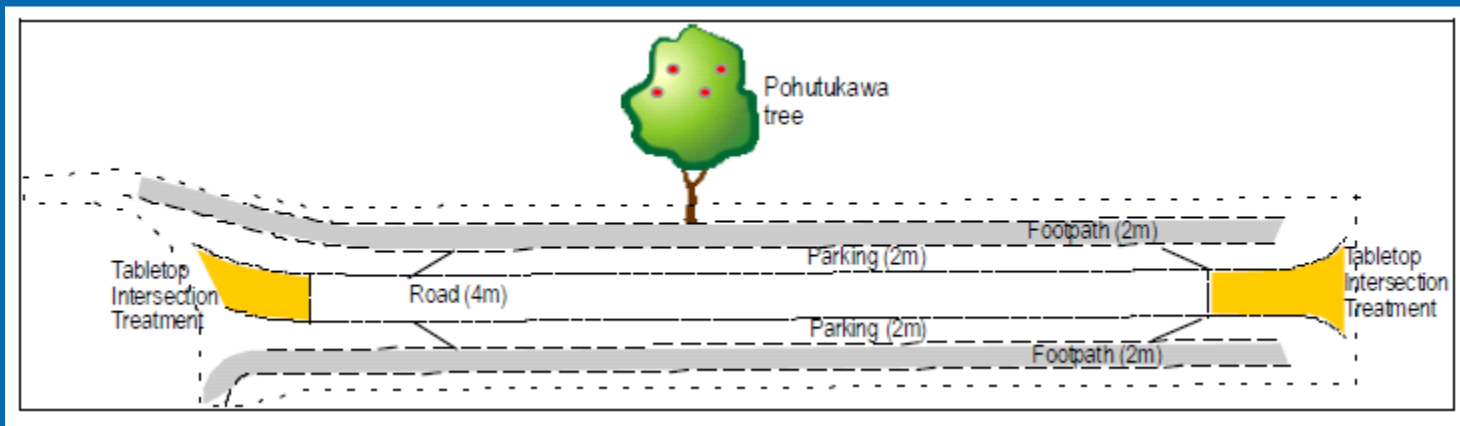 Pohutukawa
tree
Footpath (2m)
Parking (2m)
Tabletop
Intersection
Treatment
Road (4m)
Tabletop
Intersection
Treatment
Parking (2m)
Footpath (2m)